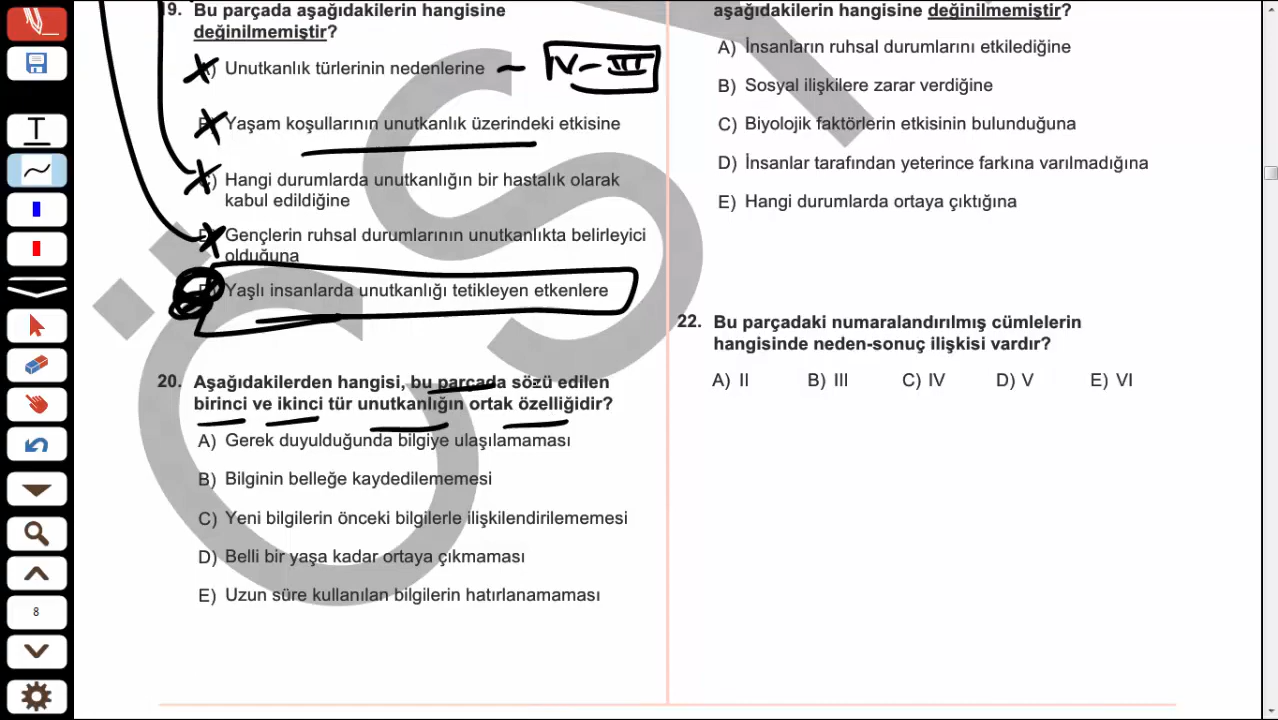 19. Bu parçada aşağıdakilerin hangisine
değinilmemiştir?
Unutkanlık türlerinin nedenlerine ~ IV – III
Yaşam koşullarının unutkanlık üzerindeki etkisine
C) Hangi durumlarda unutkanlığın bir hastalık olarak
kabul edildiğine
D) Gençlerin ruhsal durumlarının unutkanlıkta belirleyici
olduğuna
Yaşlı insanlarda unutkanlığı tetikleyen etkenlere
20. Aşağıdakilerden hangisi, bu parçada sözü edilen
birinci ve ikinci tür unutkanlığın ortak özelliğidir?
A) Gerek duyulduğunda bilgiye ulaşılamaması
B) Bilginin belleğe kaydedilememesi
C) Yeni bilgilerin önceki bilgilerle ilişkilendirilememesi
D) Belli bir yaşa kadar ortaya çıkmaması
E) Uzun süre kullanılan bilgilerin hatırlanamaması
aşağıdakilerin hangisine değinilmemiştir?
A) İnsanların ruhsal durumlarını etkilediğine
B) Sosyal ilişkilere zarar verdiğine
C) Biyolojik faktörlerin etkisinin bulunduğuna
D) İnsanlar tarafından yeterince farkına varılmadığına
E) Hangi durumlarda ortaya çıktığına
22. Bu parçadaki numaralandırılmış cümlelerin
hangisinde neden-sonuç ilişkisi vardır?
A) II B) III C) IV D) V E) VI
T
8
ÖSY